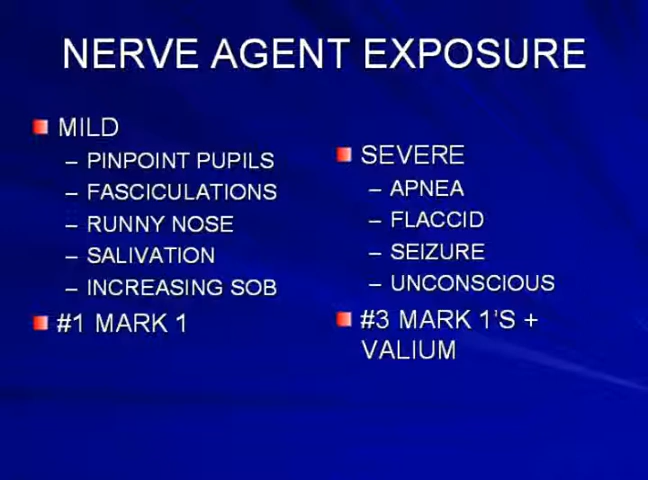 NERVE AGENT EXPOSURE
MILD
– PINPOINT PUPILS
– FASCICULATIONS
– RUNNY NOSE
– SALIVATION
– INCREASING SOB
#1 MARK 1
SEVERE
– APNEA
– FLACCID
– SEIZURE
– UNCONSCIOUS
#3 MARK 1'S +
VALIUM